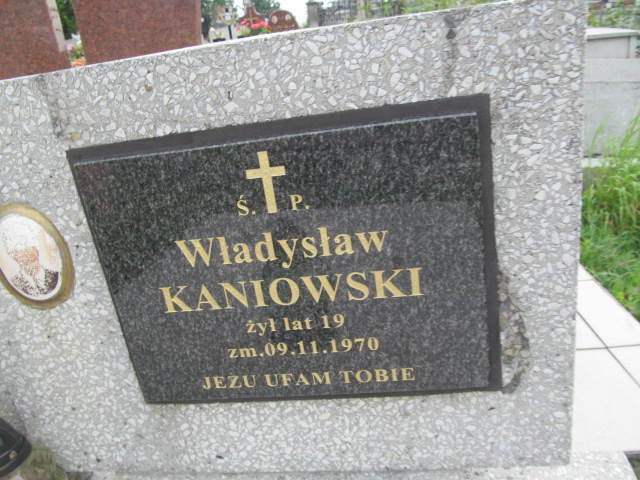 Ś. P.
Władysław
KANIOWSKI
żył lat 19
zm.09.11.1970
JEZU UFAM TOBIE